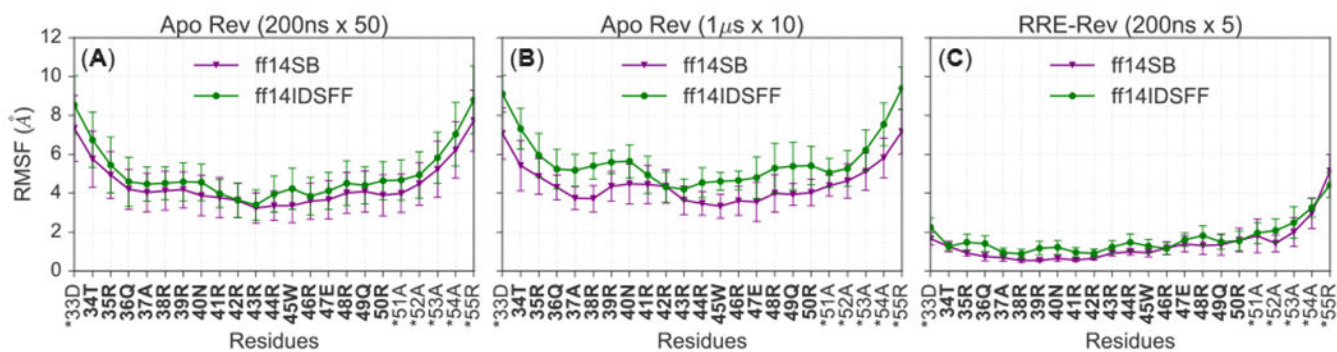 Apo Rev (200ns x 50)
Apo Rev (1μs x 10)
RRE-Rev (200ns x 5)
RMSF (Å)
12
10
8
6
4
2
0
(A)
ff14SB
ff14IDSFF
*33D
34T
35R
36Q
37A
38R
39R
40N
41R
42R
43R
44R
45W
46R
47E
48R
49Q
50R
*51A
*52A
*53A
*54A
*55R
Residues
(B)
ff14SB
ff14IDSFF
*33D
34T
35R
36Q
37A
38R
39R
40N
41R
42R
43R
44R
45W
46R
47E
48R
49Q
50R
*51A
*52A
*53A
*54A
*55R
Residues
(C)
ff14SB
ff14IDSFF
*33D
34T
35R
36Q
37A
38R
39R
40N
41R
42R
43R
44R
45W
46R
47E
48R
49Q
50R
*51A
*52A
*53A
*54A
*55R
Residues